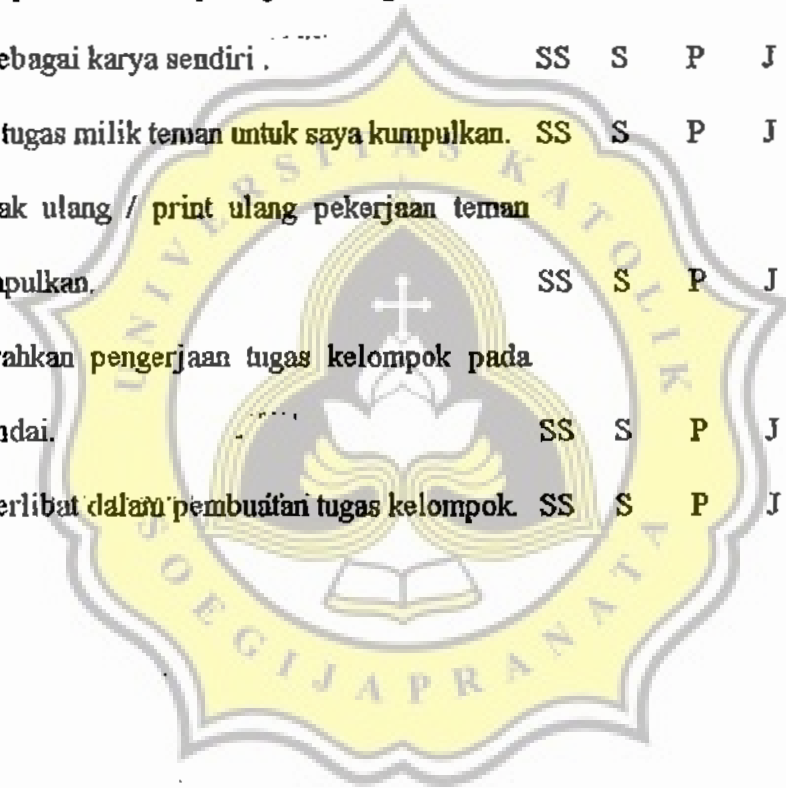 ebagai karya sendiri . SS S P J
tugas milik teman untuk saya kumpulkan. SS S P J
ak ulang / print ulang pekerjaan teman
pulkan. SS S P J
ahkan pengerjaan tugas kelompok pada
dai. SS S P J
erlibat dalam pembuatan tugas kelompok. SS S P J
UNIVERSITAS KATOLIK
SOEGIJAPRANATA